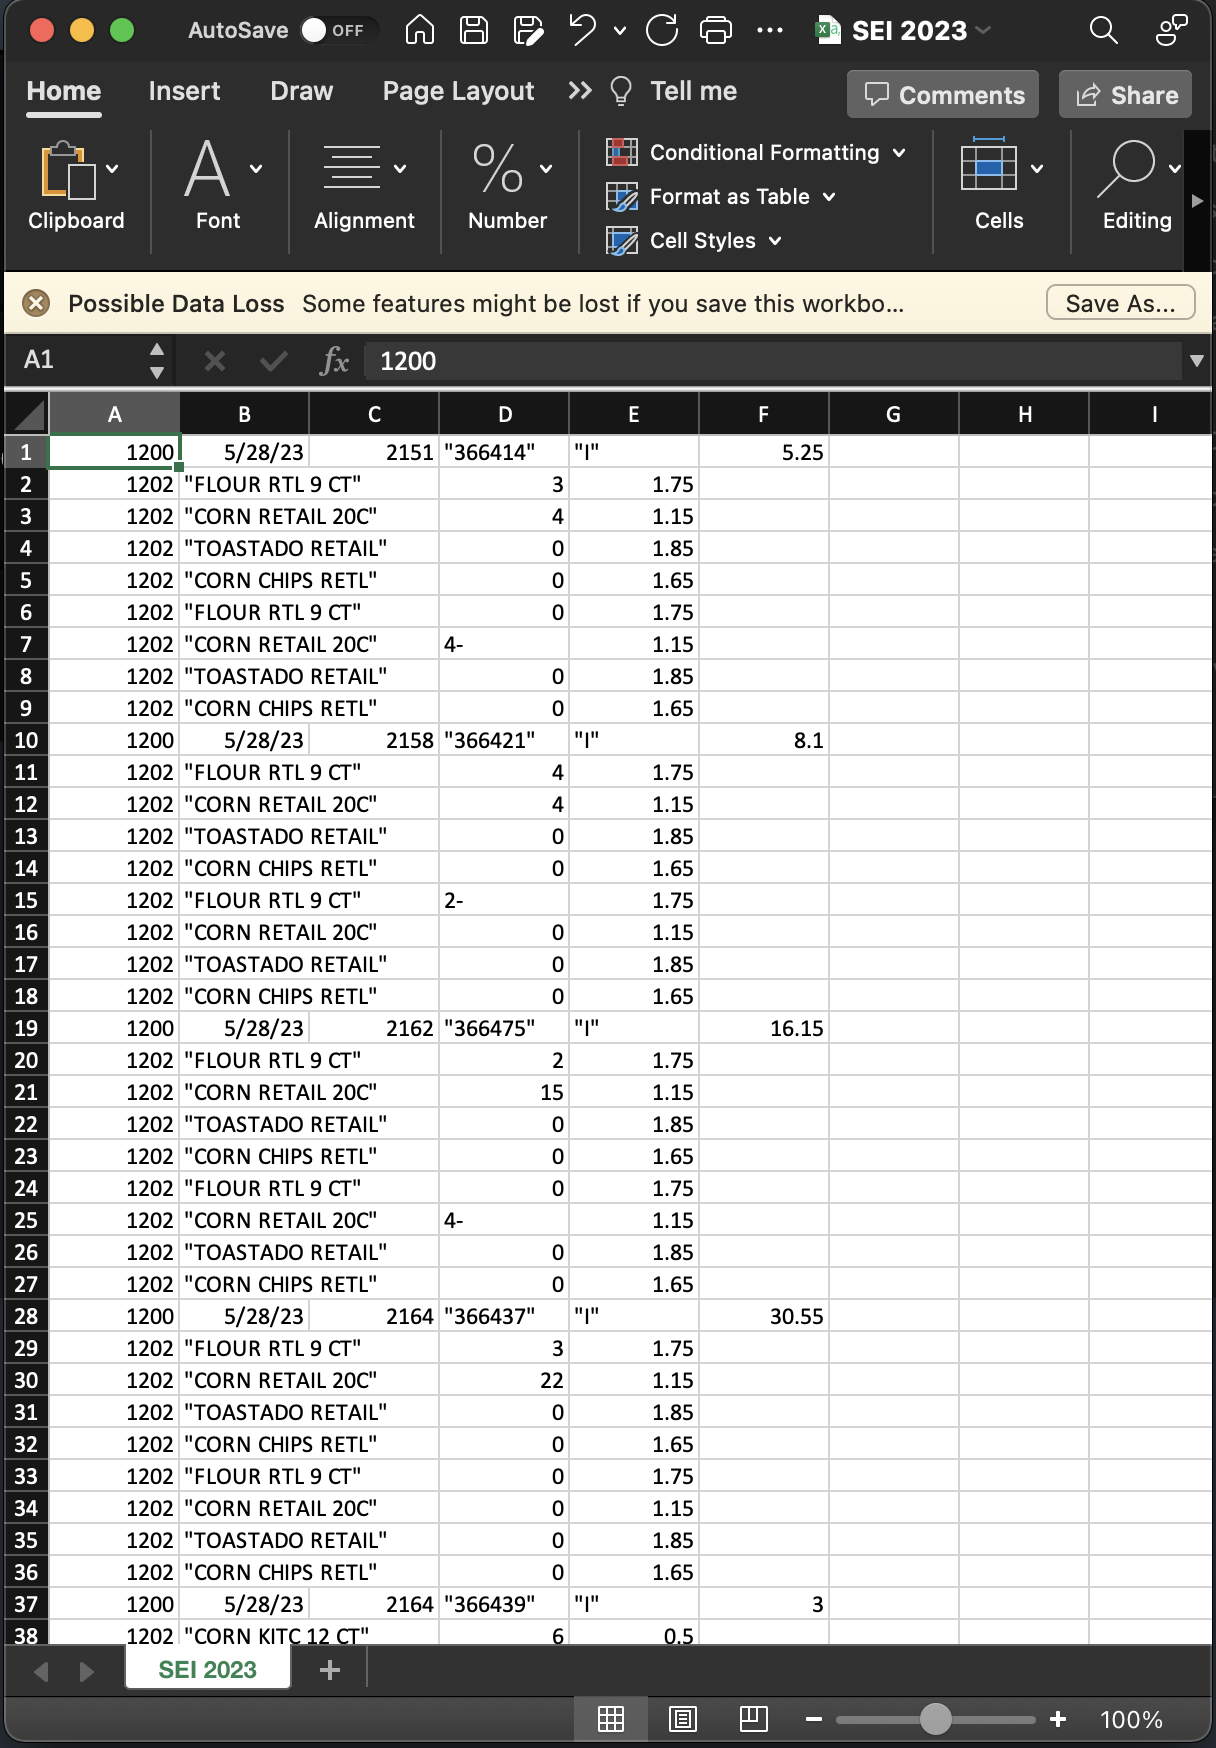 AutoSave OFF SEI 2023
Home Insert Draw Page Layout Tell me Comments Share
Clipboard Font Alignment Number Conditional Formatting Format as Table Cell Styles Cells Editing
Possible Data Loss Some features might be lost if you save this workbo... Save As...
A1 fx 1200
A B C D E F G H I
1 1200 5/28/23 2151 "366414" "I" 5.25
2 1202 "FLOUR RTL 9 CT" 3 1.75
3 1202 "CORN RETAIL 20C" 4 1.15
4 1202 "TOASTADO RETAIL" 0 1.85
5 1202 "CORN CHIPS RETL" 0 1.65
6 1202 "FLOUR RTL 9 CT" 0 1.75
7 1202 "CORN RETAIL 20C" 4- 1.15
8 1202 "TOASTADO RETAIL" 0 1.85
9 1202 "CORN CHIPS RETL" 0 1.65
10 1200 5/28/23 2158 "366421" "I" 8.1
11 1202 "FLOUR RTL 9 CT" 4 1.75
12 1202 "CORN RETAIL 20C" 4 1.15
13 1202 "TOASTADO RETAIL" 0 1.85
14 1202 "CORN CHIPS RETL" 0 1.65
15 1202 "FLOUR RTL 9 CT" 2- 1.75
16 1202 "CORN RETAIL 20C" 0 1.15
17 1202 "TOASTADO RETAIL" 0 1.85
18 1202 "CORN CHIPS RETL" 0 1.65
19 1200 5/28/23 2162 "366475" "I" 16.15
20 1202 "FLOUR RTL 9 CT" 2 1.75
21 1202 "CORN RETAIL 20C" 15 1.15
22 1202 "TOASTADO RETAIL" 0 1.85
23 1202 "CORN CHIPS RETL" 0 1.65
24 1202 "FLOUR RTL 9 CT" 0 1.75
25 1202 "CORN RETAIL 20C" 4- 1.15
26 1202 "TOASTADO RETAIL" 0 1.85
27 1202 "CORN CHIPS RETL" 0 1.65
28 1200 5/28/23 2164 "366437" "I" 30.55
29 1202 "FLOUR RTL 9 CT" 3 1.75
30 1202 "CORN RETAIL 20C" 22 1.15
31 1202 "TOASTADO RETAIL" 0 1.85
32 1202 "CORN CHIPS RETL" 0 1.65
33 1202 "FLOUR RTL 9 CT" 0 1.75
34 1202 "CORN RETAIL 20C" 0 1.15
35 1202 "TOASTADO RETAIL" 0 1.85
36 1202 "CORN CHIPS RETL" 0 1.65
37 1200 5/28/23 2164 "366439" "I" 3
38 1202 "CORN KITC 12 CT" 6 0.5
SEI 2023 +
100%